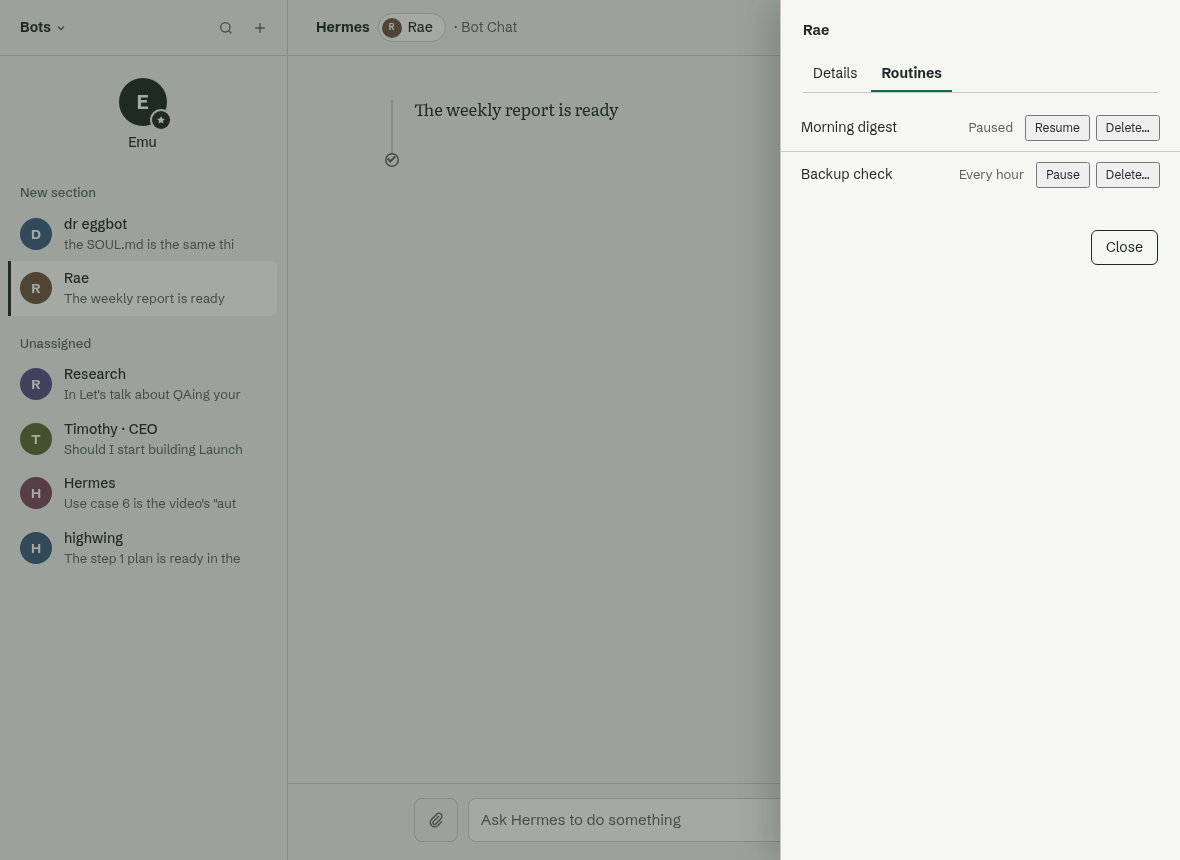 Bots
E
Emu
New section
D
dr eggbot
the SOUL.md is the same thi
R
Rae
The weekly report is ready
Unassigned
R
Research
In Let's talk about QAing your
T
Timothy · CEO
Should I start building Launch
H
Hermes
Use case 6 is the video's "aut
H
highwing
The step 1 plan is ready in the
Hermes R Rae · Bot Chat
The weekly report is ready
Ask Hermes to do something
Rae
Details Routines
Morning digest Paused Resume Delete...
Backup check Every hour Pause Delete...
Close